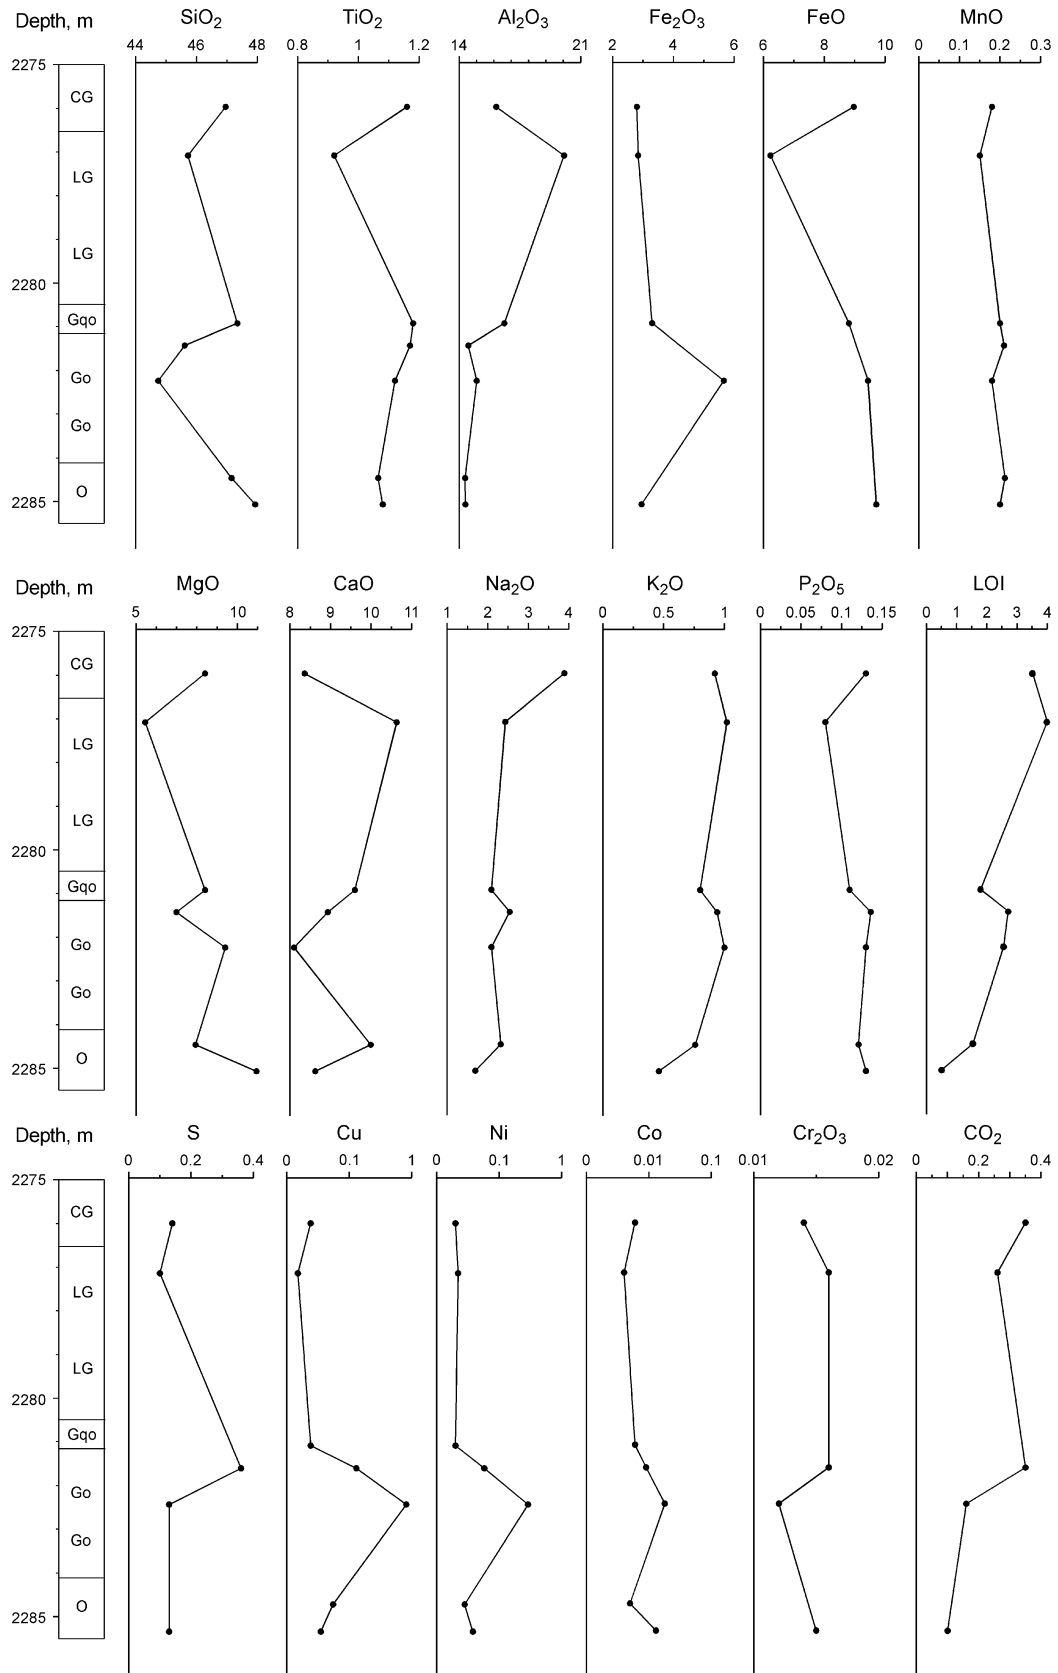 Depth, m SiO2 TiO2 Al2O3 Fe2O3 FeO MnO
44 46 48 0.8 1 1.2 14 21 2 4 6 6 8 10 0 0.1 0.2 0.3
2275
CG
LG
LG
2280
Gqo
Go
Go
O
2285
Depth, m MgO CaO Na2O K2O P2O5 LOI
5 10 8 9 10 11 1 2 3 4 0 0.5 1 0 0.05 0.10 0.15 0 1 2 3 4
2275
CG
LG
LG
2280
Gqo
Go
Go
O
2285
Depth, m S Cu Ni Co Cr2O3 CO2
0 0.2 0.4 0 0.1 1 0 0.1 1 0 0.01 0.1 0.01 0.02 0 0.2 0.4
2275
CG
LG
LG
2280
Gqo
Go
Go
O
2285